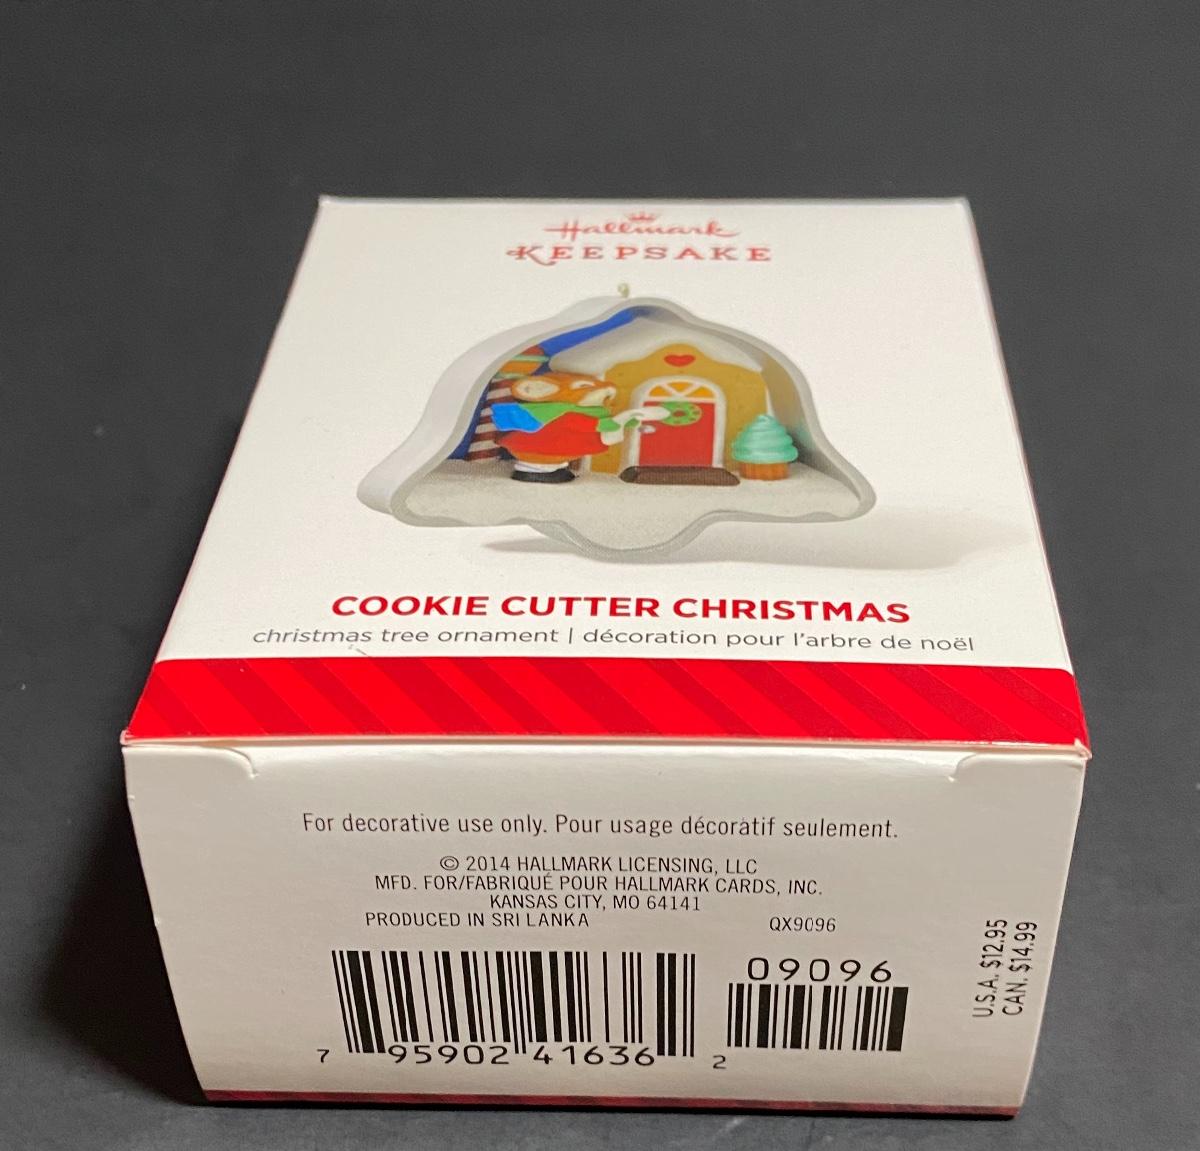 Hallmark
KEEPSAKE
COOKIE CUTTER CHRISTMAS
christmas tree ornament | décoration pour l'arbre de noël
For decorative use only. Pour usage décoratif seulement.
© 2014 HALLMARK LICENSING, LLC
MFD. FOR/FABRIQUÉ POUR HALLMARK CARDS, INC.
KANSAS CITY, MO 64141
PRODUCED IN SRI LANKA QX9096
09096
7 95902 41636 2
U.S.A. $12.95
CAN. $14.99